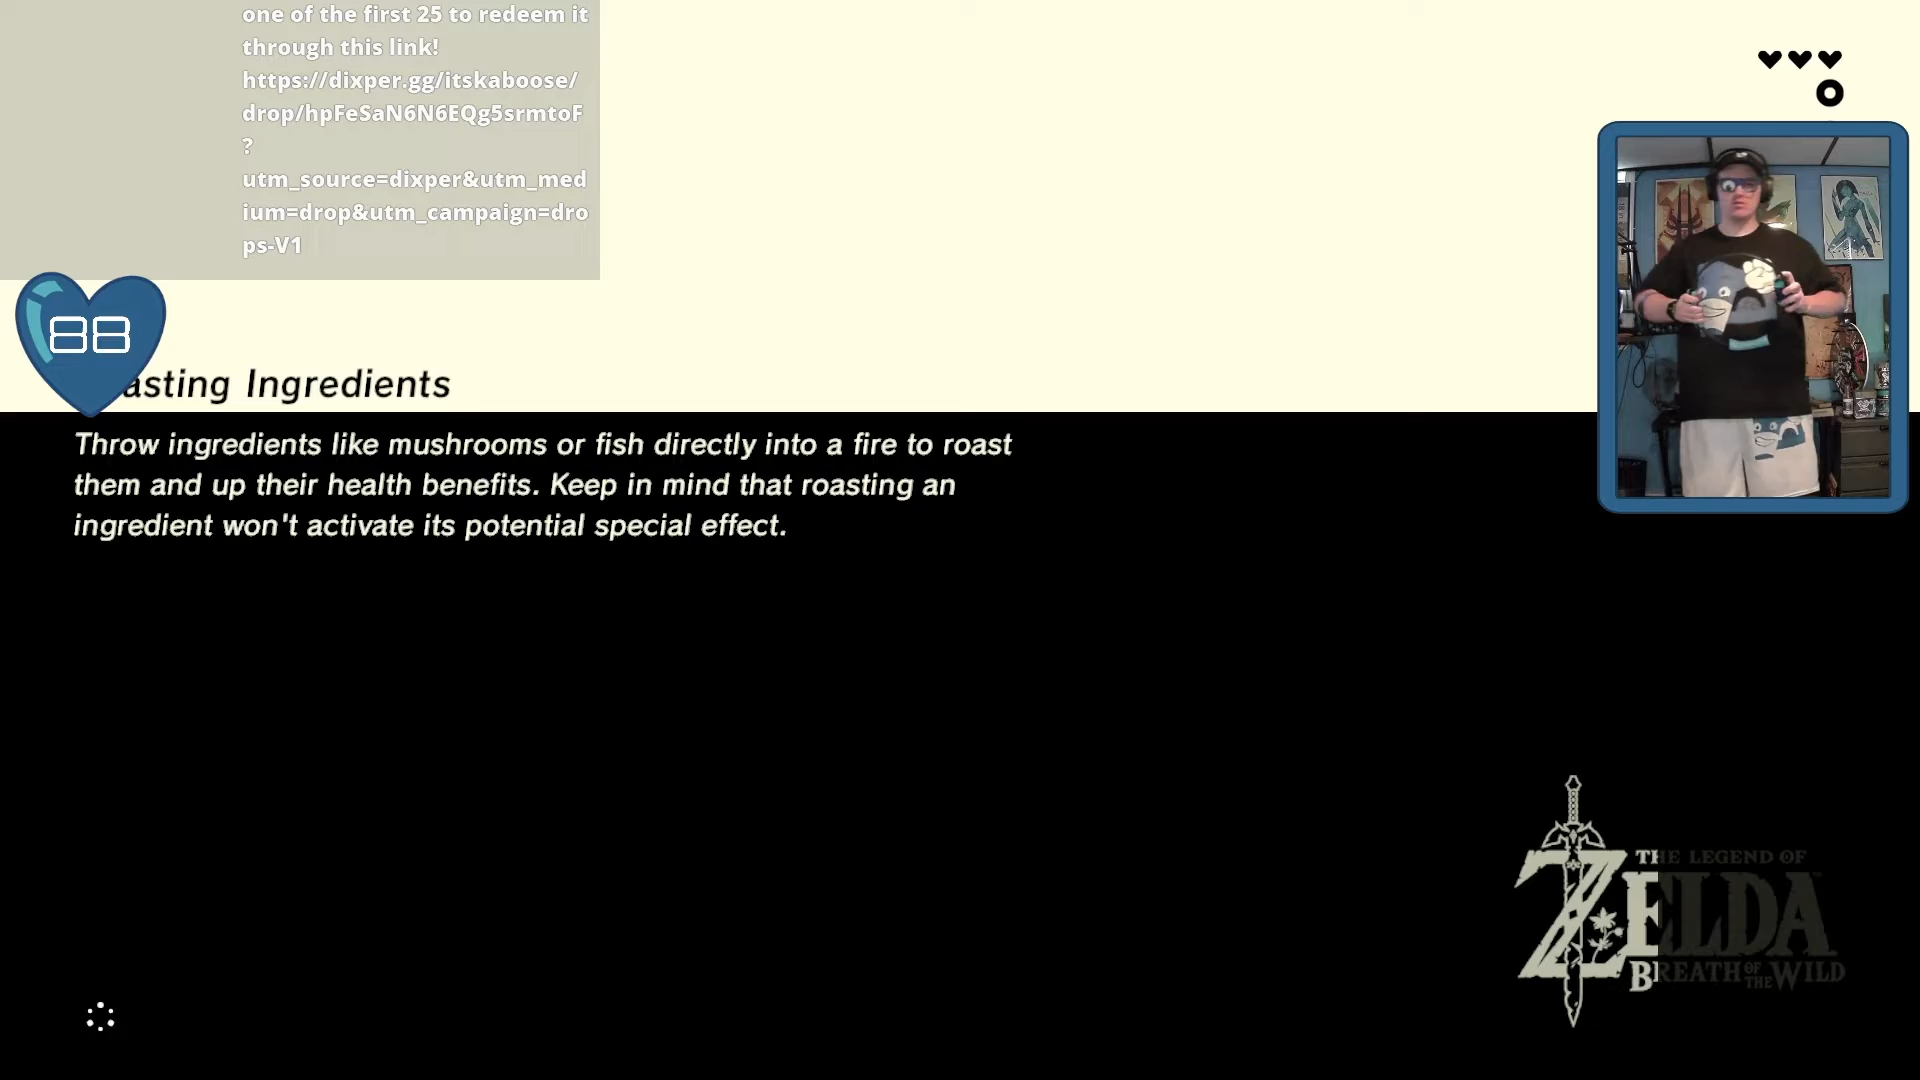 one of the first 25 to redeem it
through this link!
https://dixper.gg/itskaboose/
drop/hpFeSaN6N6EQg5srmtoF
?
utm_source=dixper&utm_med
ium=drop&utm_campaign=dro
ps-V1
88
asting Ingredients
Throw ingredients like mushrooms or fish directly into a fire to roast
them and up their health benefits. Keep in mind that roasting an
ingredient won't activate its potential special effect.
THE LEGEND OF
ZELDA
BREATH OF THE WILD